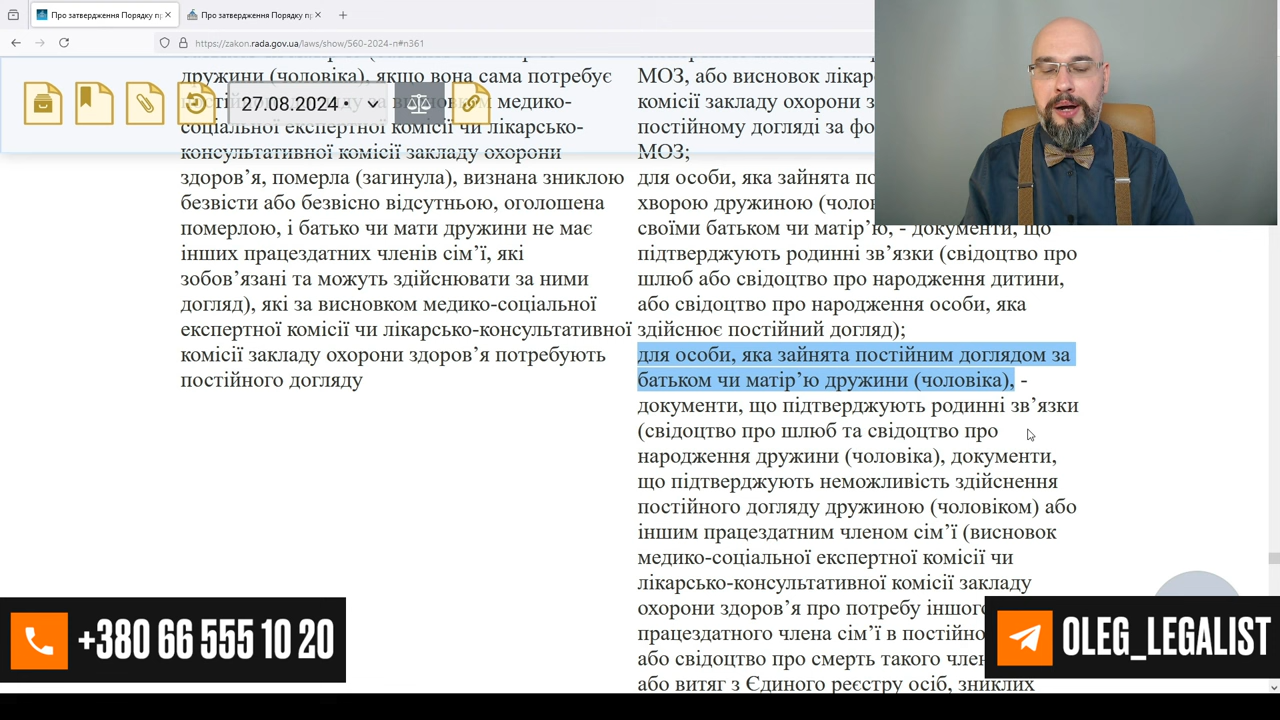 Про затвердження Порядку п
Про затвердження Порядку п
https://zakon.rada.gov.ua/laws/show/560-2024-п#n361
27.08.2024 •
дружини (чоловіка), якщо вона сама потребує
медико-
соціальної експертної комісії чи лікарсько-
консультативної комісії закладу охорони
здоров’я, померла (загинула), визнана зниклою
безвісти або безвісно відсутньою, оголошена
померлою, і батько чи мати дружини не має
інших працездатних членів сім’ї, які
зобов’язані та можуть здійснювати за ними
догляд), які за висновком медико-соціальної
експертної комісії чи лікарсько-консультативної
комісії закладу охорони здоров’я потребують
постійного догляду
МОЗ, або висновок лікар
комісії закладу охорони з
постійному догляді за фо
МОЗ;
для особи, яка зайнята по
хворою дружиною (чолов
своїми батьком чи матір’ю, - документи, що
підтверджують родинні зв’язки (свідоцтво про
шлюб або свідоцтво про народження дитини,
або свідоцтво про народження особи, яка
здійснює постійний догляд);
для особи, яка зайнята постійним доглядом за
батьком чи матір’ю дружини (чоловіка), -
документи, що підтверджують родинні зв’язки
(свідоцтво про шлюб та свідоцтво про
народження дружини (чоловіка), документи,
що підтверджують неможливість здійснення
постійного догляду дружиною (чоловіком) або
іншим працездатним членом сім’ї (висновок
медико-соціальної експертної комісії чи
лікарсько-консультативної комісії закладу
охорони здоров’я про потребу іншого
працездатного члена сім’ї в постійно
або свідоцтво про смерть такого член
або витяг з Єдиного реєстру осіб, зниклих
+380 66 555 10 20
OLEG_LEGALIST